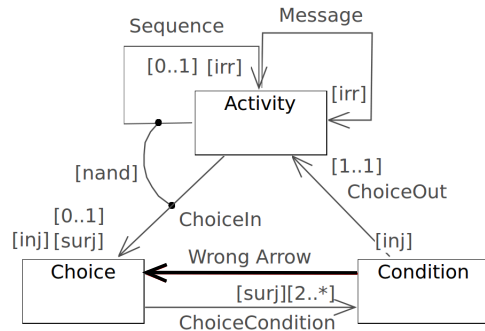 Message
Sequence
[0..1] [irr]
[irr]
Activity
[nand]
[1..1]
ChoiceOut
[0..1]
ChoiceIn
[inj] [surj]
[inj]
Wrong Arrow
Choice
Condition
[surj][2..*]
ChoiceCondition